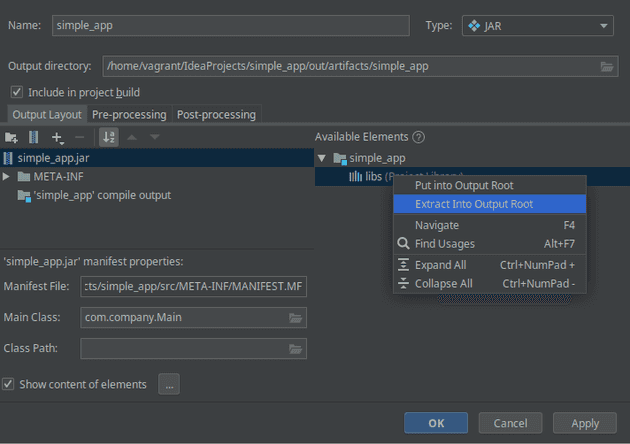 Name: simple_app Type: JAR
Output directory: /home/vagrant/IdeaProjects/simple_app/out/artifacts/simple_app
Include in project build
Output Layout Pre-processing Post-processing
Available Elements ?
simple_app.jar
META-INF
'simple_app' compile output
simple_app
libs (Project Library)
Put into Output Root
Extract Into Output Root
Navigate F4
Find Usages Alt+F7
Expand All Ctrl+NumPad +
Collapse All Ctrl+NumPad -
'simple_app.jar' manifest properties:
Manifest File: cts/simple_app/src/META-INF/MANIFEST.MF
Main Class: com.company.Main
Class Path:
Show content of elements ...
OK Cancel Apply